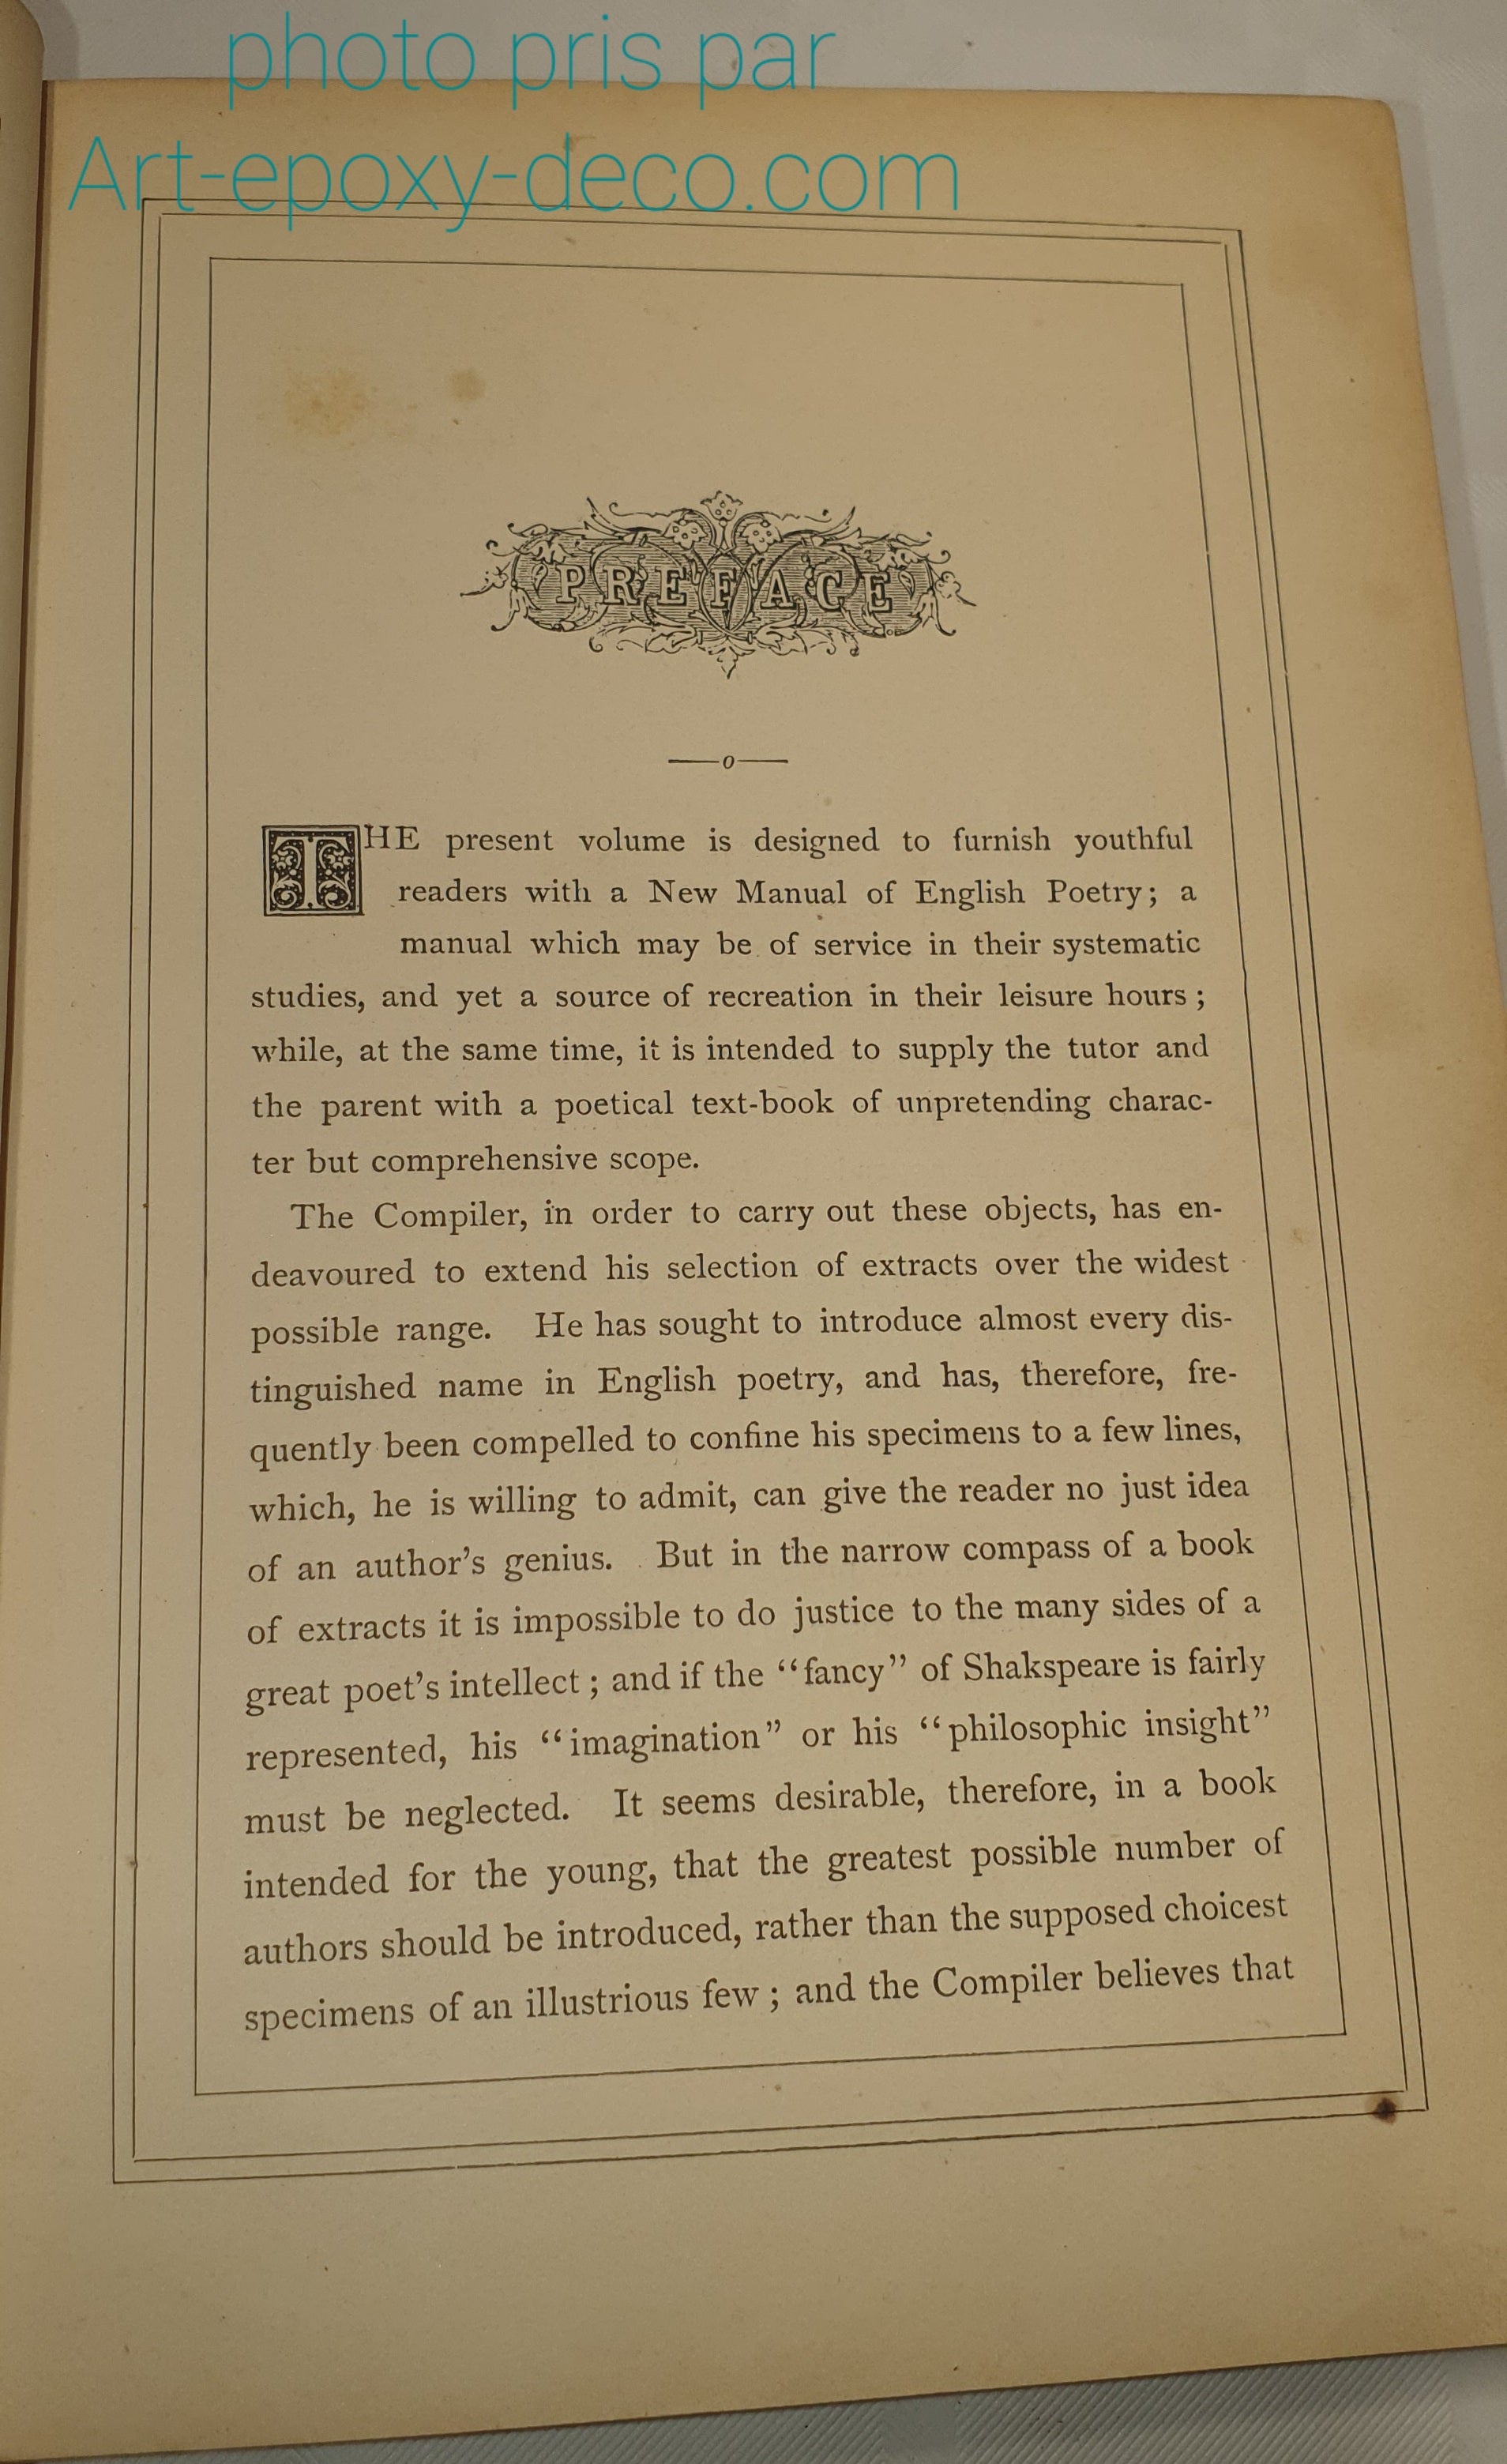 photo pris par
Art-epoxy-deco.com
PREFACE
—o—
THE present volume is designed to furnish youthful
readers with a New Manual of English Poetry; a
manual which may be of service in their systematic
studies, and yet a source of recreation in their leisure hours ;
while, at the same time, it is intended to supply the tutor and
the parent with a poetical text-book of unpretending charac-
ter but comprehensive scope.
The Compiler, in order to carry out these objects, has en-
deavoured to extend his selection of extracts over the widest
possible range. He has sought to introduce almost every dis-
tinguished name in English poetry, and has, therefore, fre-
quently been compelled to confine his specimens to a few lines,
which, he is willing to admit, can give the reader no just idea
of an author's genius. But in the narrow compass of a book
of extracts it is impossible to do justice to the many sides of a
great poet's intellect ; and if the “fancy” of Shakspeare is fairly
represented, his “imagination” or his “philosophic insight”
must be neglected. It seems desirable, therefore, in a book
intended for the young, that the greatest possible number of
authors should be introduced, rather than the supposed choicest
specimens of an illustrious few ; and the Compiler believes that